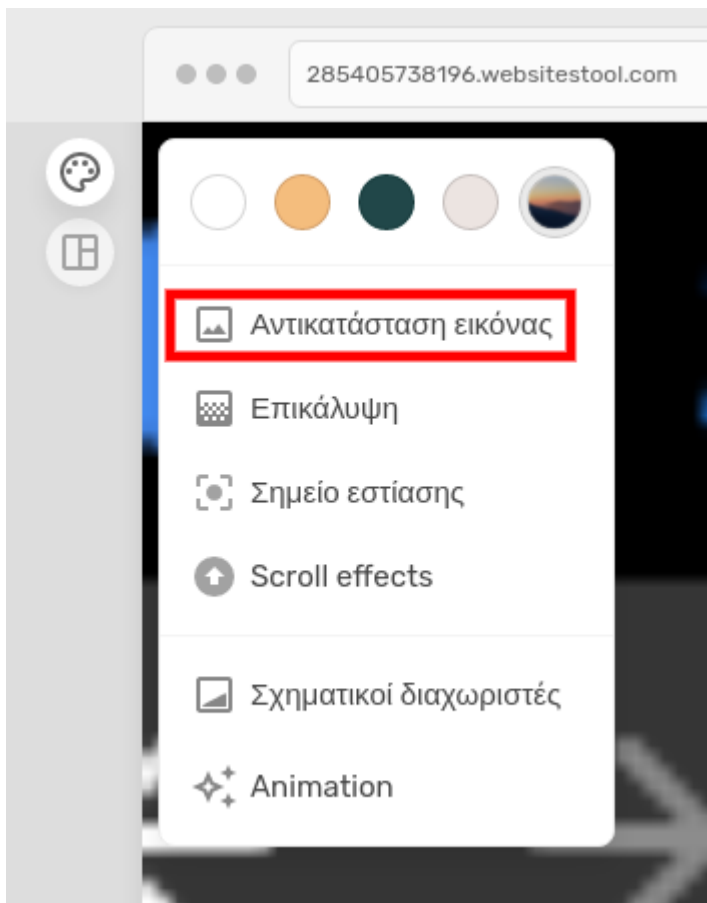 285405738196.websitestool.com
Αντικατάσταση εικόνας
Επικάλυψη
Σημείο εστίασης
Scroll effects
Σχηματικοί διαχωριστές
Animation